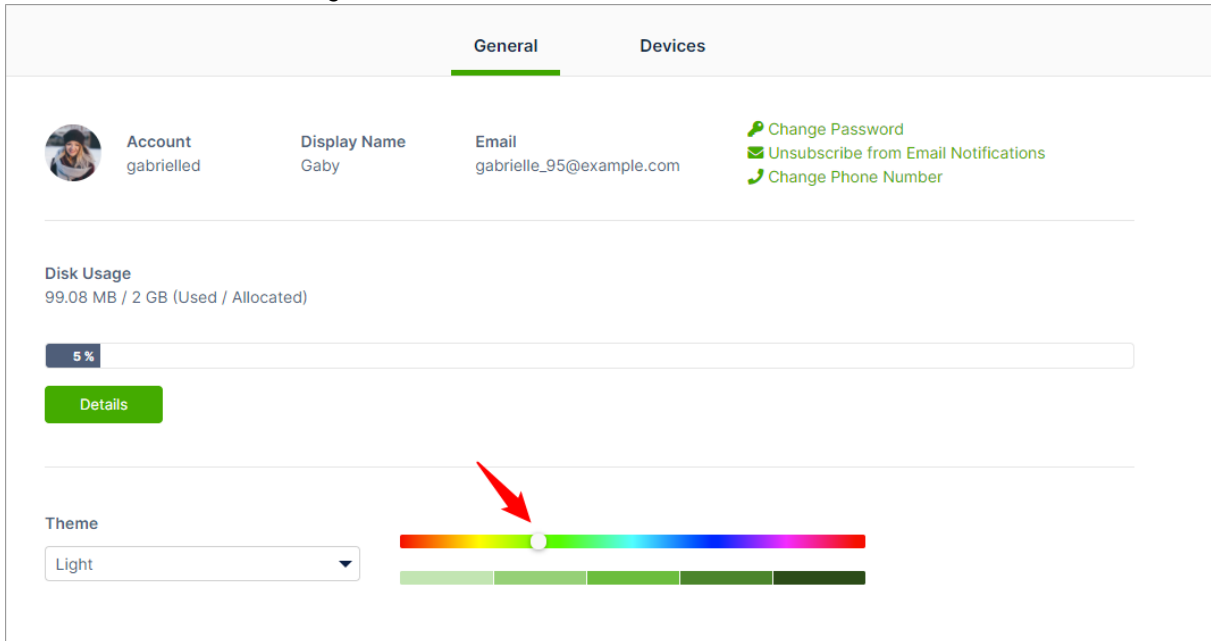 General Devices
Account Display Name Email
gabrielled Gaby gabrielle_95@example.com
Change Password
Unsubscribe from Email Notifications
Change Phone Number
Disk Usage
99.08 MB / 2 GB (Used / Allocated)
5 %
Details
Theme
Light